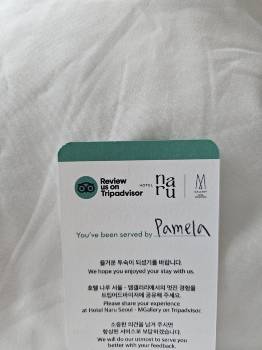 Review
us on
Tripadvisor
HOTEL
na
ru
M
GALLERY
You've been served by Pamela
즐거운 투숙이 되셨기를 바랍니다.
We hope you enjoyed your stay with us.
호텔 나루 서울 - 엠갤러리에서의 멋진 경험을
트립어드바이저에 공유해 주세요.
Please share your experience
at Hotel Naru Seoul - MGallery on Tripadvisor.
소중한 의견을 남겨 주시면
향상된 서비스로 보답하겠습니다.
We will do our utmost to serve you
better with your feedback.